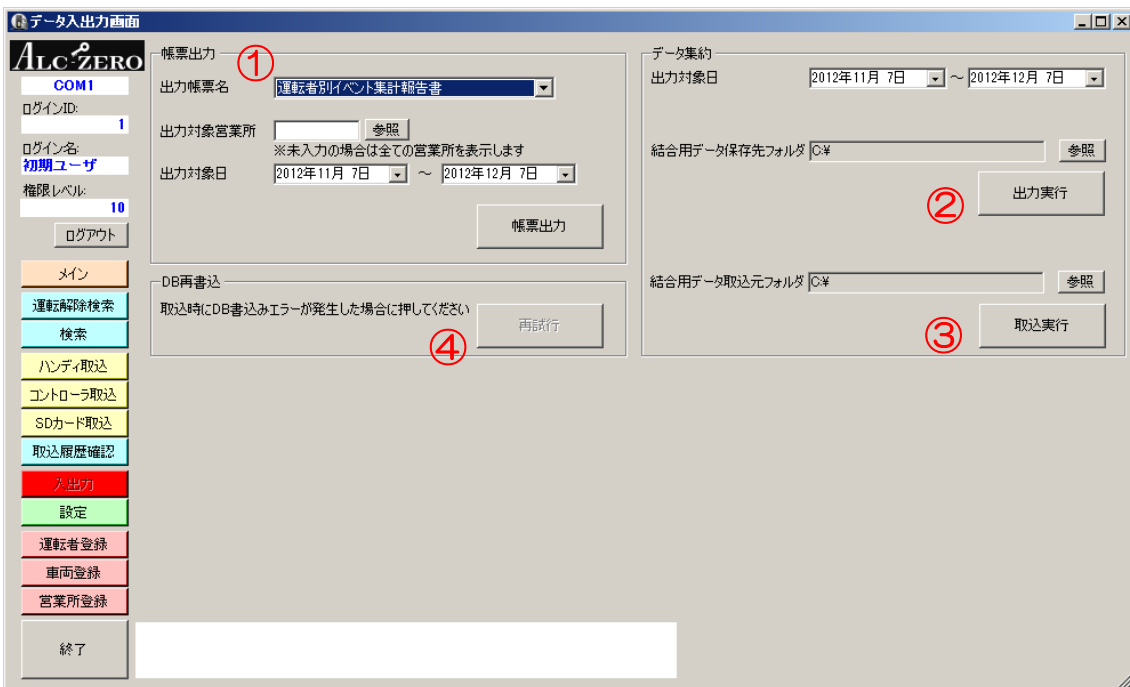 データ入出力画面
ALC-ZERO
COM1
ログインID:
1
ログイン名:
初期ユーザ
権限レベル:
10
ログアウト
メイン
運転解除検索
検索
ハンディ取込
コントローラ取込
SDカード取込
取込履歴確認
入出力
設定
運転者登録
車両登録
営業所登録
終了
帳票出力
①
出力帳票名 運転者別イベント集計報告書
出力対象営業所 参照
※未入力の場合は全ての営業所を表示します
出力対象日 2012年11月 7日 ~ 2012年12月 7日
帳票出力
DB再書込
取込時にDB書込みエラーが発生した場合に押してください
再試行
④
データ集約
出力対象日 2012年11月 7日 ~ 2012年12月 7日
結合用データ保存先フォルダ C:¥ 参照
② 出力実行
結合用データ取込元フォルダ C:¥ 参照
③ 取込実行